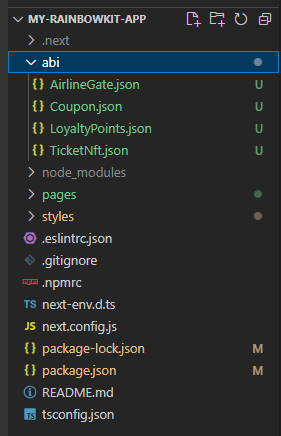 MY-RAINBOWKIT-APP
.next
abi
{} AirlineGate.json U
{} Coupon.json U
{} LoyaltyPoints.json U
{} TicketNft.json U
node_modules
pages
styles
.eslintrc.json
.gitignore
.npmrc
TS next-env.d.ts
JS next.config.js
{} package-lock.json M
{} package.json M
README.md
TS tsconfig.json